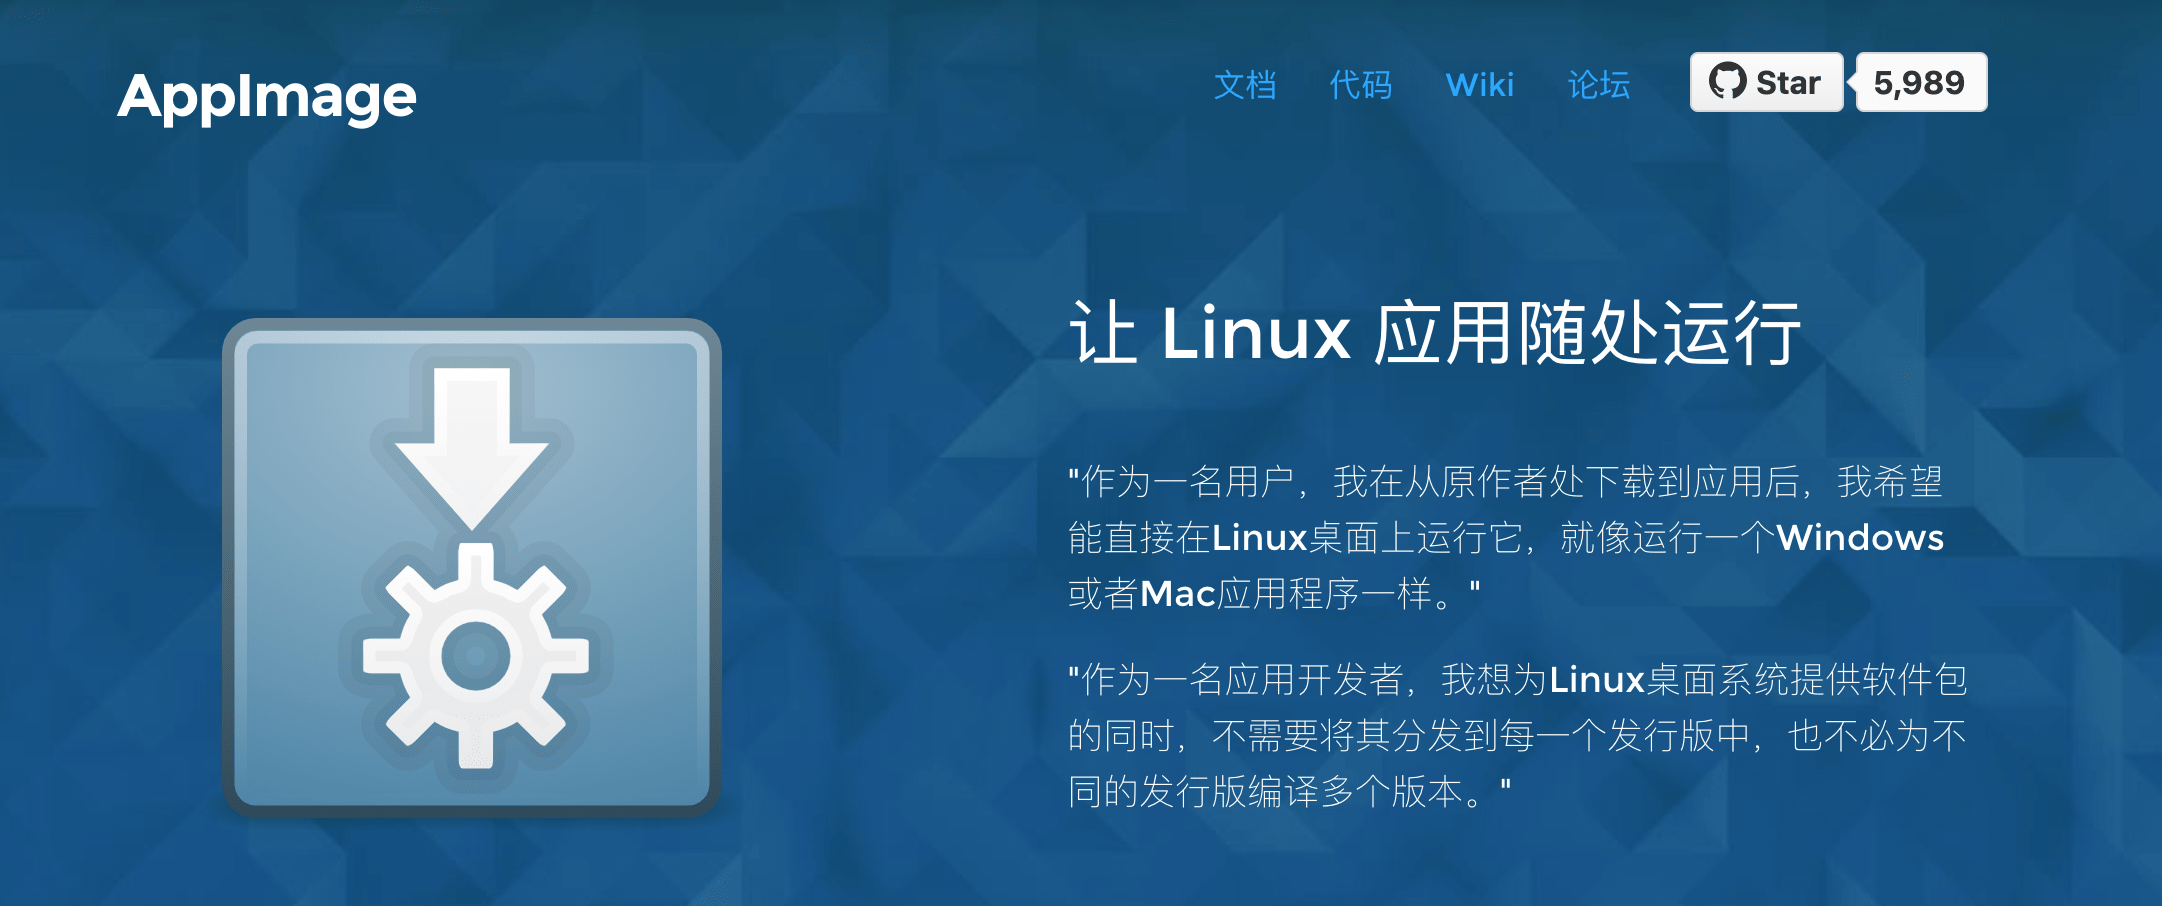 AppImage
文档 代码 Wiki 论坛 Star 5,989
让 Linux 应用随处运行
"作为一名用户，我在从原作者处下载到应用后，我希望
能直接在Linux桌面上运行它，就像运行一个Windows
或者Mac应用程序一样。"
"作为一名应用开发者，我想为Linux桌面系统提供软件包
的同时，不需要将其分发到每一个发行版中，也不必为不
同的发行版编译多个版本。"